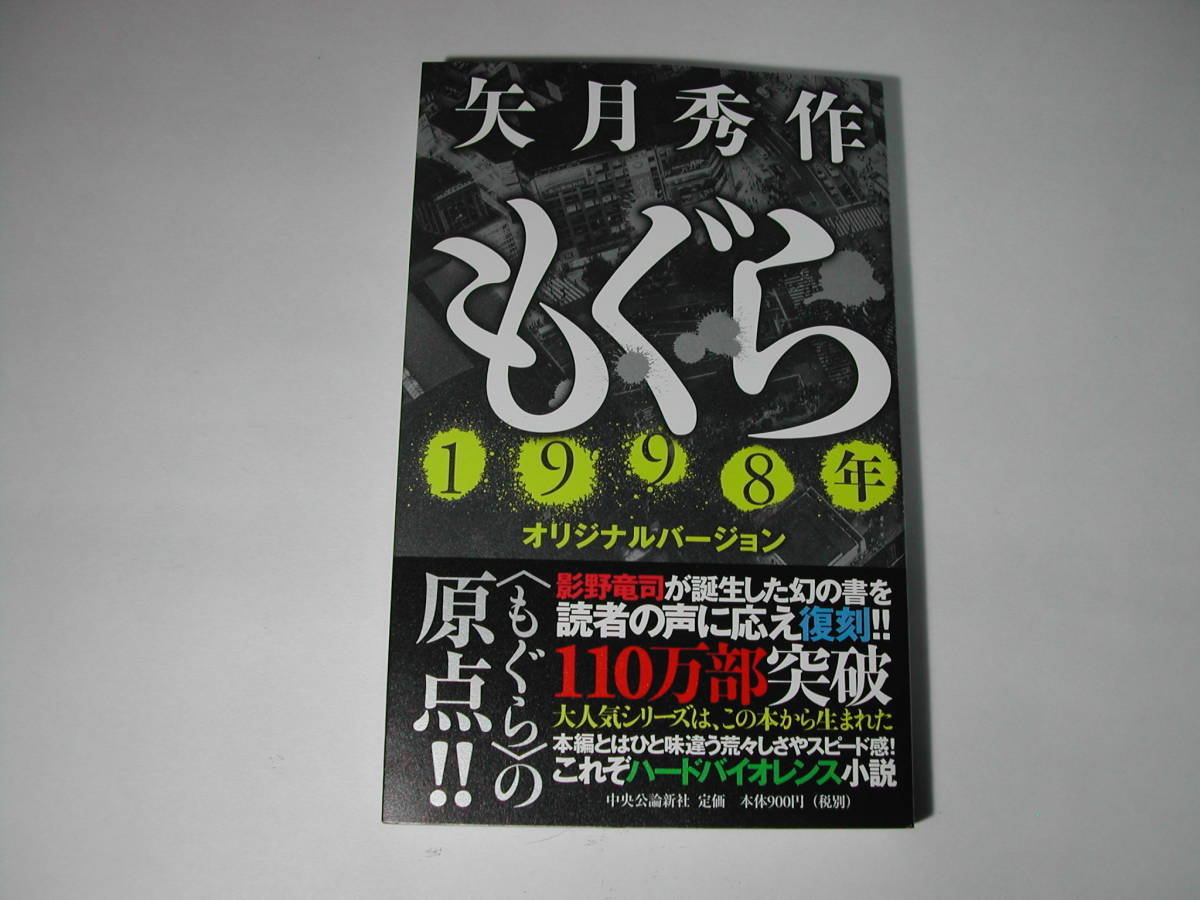 矢月秀作
もぐら
1998年
オリジナルバージョン
〈もぐら〉の
原点!!
影野竜司が誕生した幻の書を
読者の声に応え復刻!!
110万部突破
大人気シリーズは、この本から生まれた
本編とはひと味違う荒々しさやスピード感!
これぞハードバイオレンス小説
中央公論新社 定価 本体900円（税別）